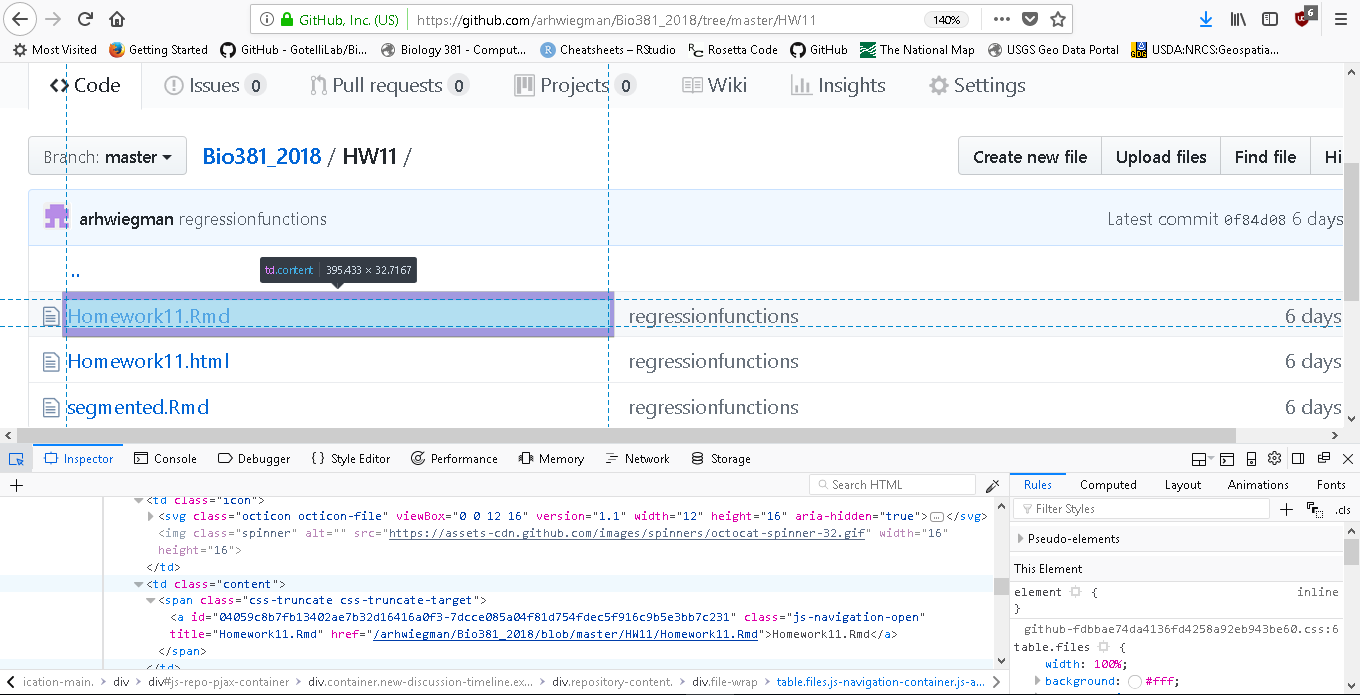 GitHub, Inc. (US) https://github.com/arhwiegman/Bio381_2018/tree/master/HW11 140% 6
Most Visited Getting Started GitHub - GotelliLab/Bi... Biology 381 - Comput... Cheatsheets – RStudio Rosetta Code GitHub The National Map USGS Geo Data Portal USDA:NRCS:Geospatia...
Code Issues 0 Pull requests 0 Projects 0 Wiki Insights Settings
Branch: master Bio381_2018 / HW11 / Create new file Upload files Find file Hi
arhwiegman regressionfunctions Latest commit 0f84d08 6 days
..
td.content 395.433 × 32.7167
Homework11.Rmd regressionfunctions 6 days
Homework11.html regressionfunctions 6 days
segmented.Rmd regressionfunctions 6 days
Inspector Console Debugger {} Style Editor Performance Memory Network Storage
+ Search HTML Rules Computed Layout Animations Fonts
<td class="icon">
<svg class="octicon octicon-file" viewBox="0 0 12 16" version="1.1" width="12" height="16" aria-hidden="true">…</svg>
<img class="spinner" alt="" src="https://assets-cdn.github.com/images/spinners/octocat-spinner-32.gif" width="16"
height="16">
</td>
<td class="content">
<span class="css-truncate css-truncate-target">
<a id="04059c8b7fb13402ae7b32d16416a0f3-7dcce085a04f81d754fdec5f916c9b5e3bb7c231" class="js-navigation-open"
title="Homework11.Rmd" href="/arhwiegman/Bio381_2018/blob/master/HW11/Homework11.Rmd">Homework11.Rmd</a>
</span>
</td>
Filter Styles + .cls
Pseudo-elements
This Element
element { inline
}
github-fdbbae74da4136fd4258a92eb943be60.css:6
table.files {
width: 100%;
background: #fff;
ication-main. div div#js-repo-pjax-container div.container.new-discussion-timeline.ex... div.repository-content. div.file-wrap table.files.js-navigation-container.js-a...